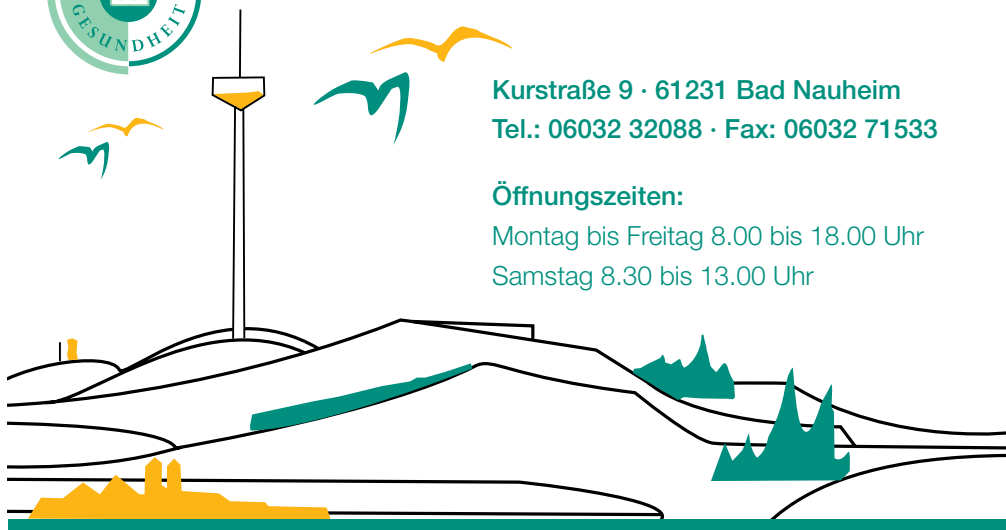 GESUNDHEIT
Kurstraße 9 · 61231 Bad Nauheim
Tel.: 06032 32088 · Fax: 06032 71533
Öffnungszeiten:
Montag bis Freitag 8.00 bis 18.00 Uhr
Samstag 8.30 bis 13.00 Uhr